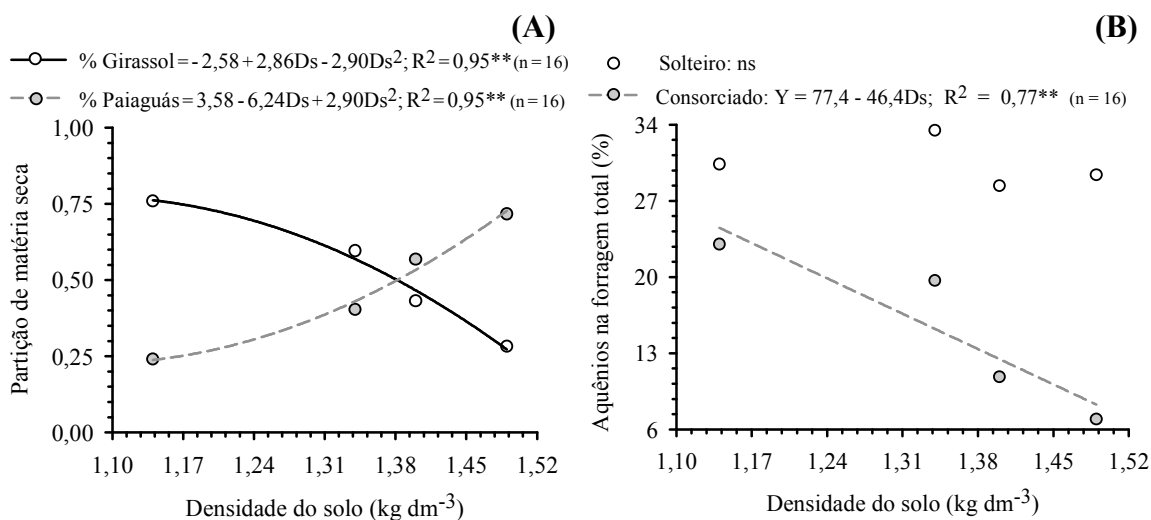 (A)
% Girassol = - 2,58 + 2,86Ds - 2,90Ds²; R² = 0,95** (n = 16)
% Paiaguás = 3,58 - 6,24Ds + 2,90Ds²; R² = 0,95** (n = 16)
1,00
0,75
0,50
0,25
0,00
Partição de matéria seca
1,10 1,17 1,24 1,31 1,38 1,45 1,52
Densidade do solo (kg dm⁻³)
(B)
Solteiro: ns
Consorciado: Y = 77,4 - 46,4Ds; R² = 0,77** (n = 16)
34
27
20
13
6
Aquênios na forragem total (%)
1,10 1,17 1,24 1,31 1,38 1,45 1,52
Densidade do solo (kg dm⁻³)